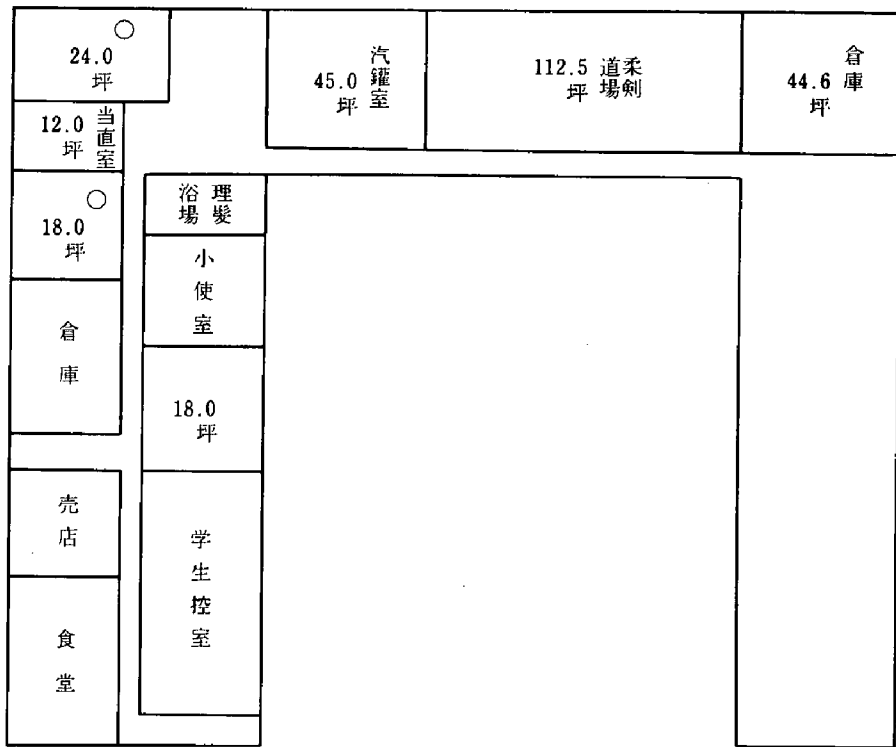 24.0
坪
○
45.0
坪
汽罐室
112.5
坪
柔剣
道場
44.6
坪
倉庫
12.0
坪
当直室
18.0
坪
○
理髪
浴場
小使室
倉庫
18.0
坪
売店
学生控室
食堂